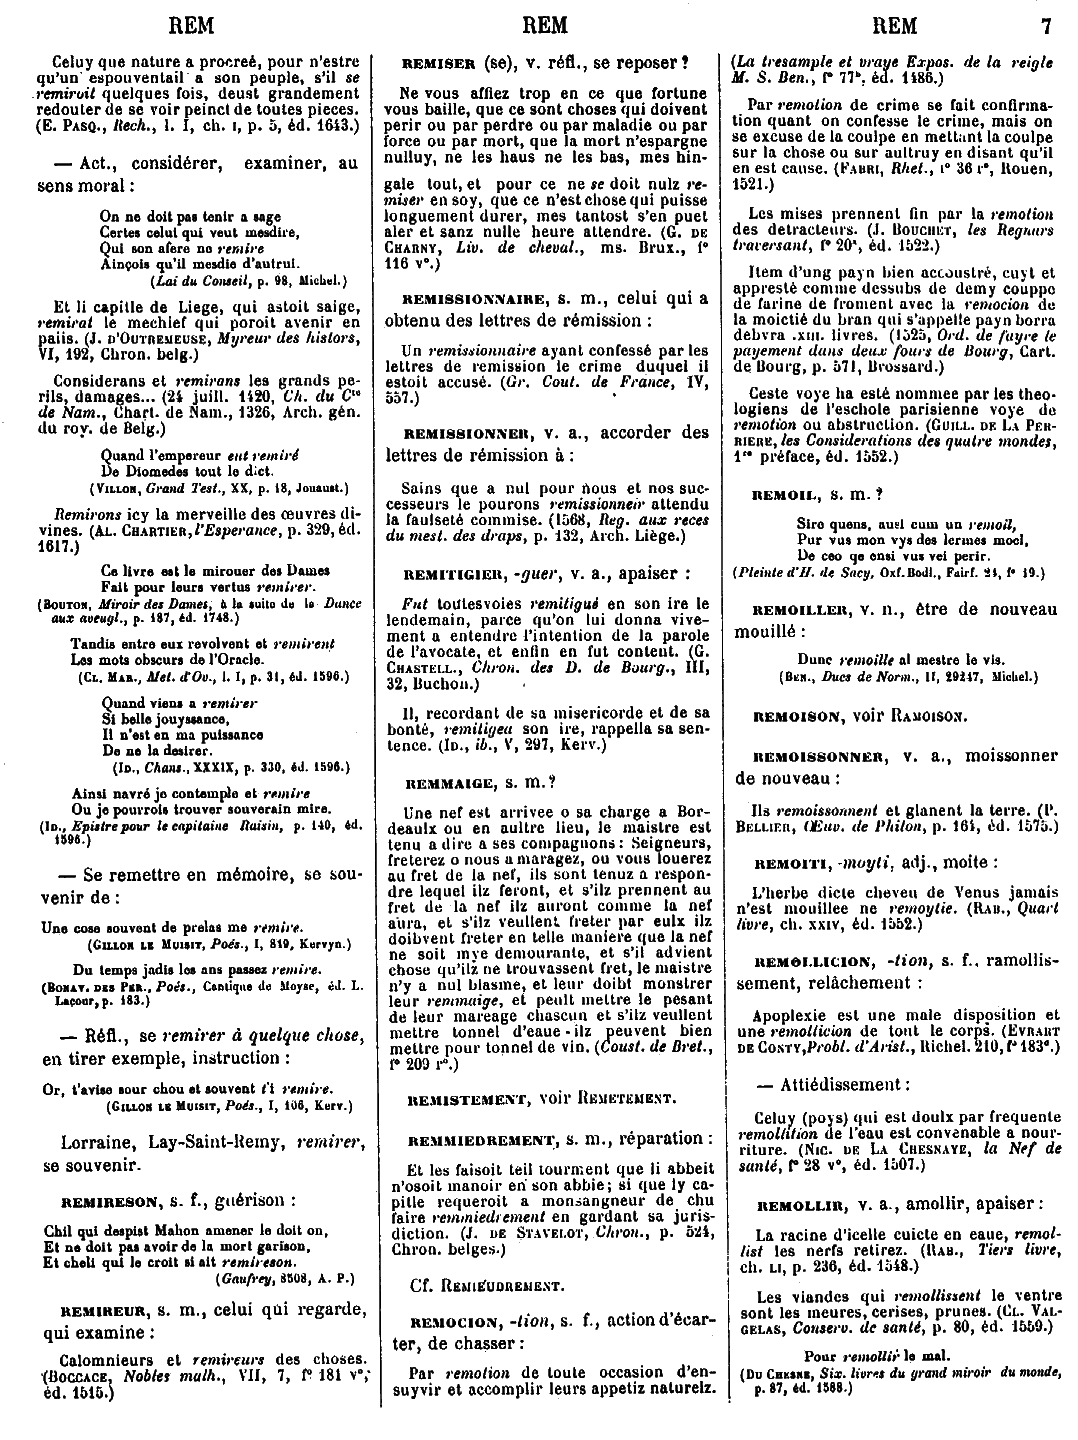 REM
REM
REM
7
Celuy que nature a procreé, pour n'estre
qu'un espouventail a son peuple, s'il se
remiroit quelques fois, deust grandement
redouter de se voir peinct de toutes pieces.
(E. PASQ., Rech., l. I, ch. I, p. 5, éd. 1643.)
— Act., considérer, examiner, au
sens moral :
On ne doit pas tenir a sage
Certes celui qui veut mesdire,
Qui son afere no remire
Ainçois qu'il mesdie d'autrui.
(Lai du Conseil, p. 98, Michel.)
Et li capille de Liege, qui astoit saige,
remirat le mechief qui poroit avenir en
paiis. (J. D'OUTREMEUSE, Myreur des histors,
VI, 192, Chron. belg.)
Considerans et remirans les grands pe-
rils, damages... (24 juill. 1420, Ch. du Cte
de Nam., Chart. de Nam., 1326, Arch. gén.
du roy. de Belg.)
Quand l'empereur eut remiré
De Diomedes tout le dict.
(VILLON, Grand Test., XX, p. 18, Jouaust.)
Remirons icy la merveille des œuvres di-
vines. (AL. CHARTIER, l'Esperance, p. 329, éd.
1617.)
Ce livre est le mirouer des Dames
Fait pour leurs vertus remirer.
(BOUTON, Miroir des Dames, à la suite de la Dance
aux aveugl., p. 187, éd. 1748.)
Tandis entre eux revolvent et remirent
Les mots obscurs de l'Oracle.
(CL. MAR., Met. d'Ov., l. I, p. 31, éd. 1596.)
Quand viens a remirer
Si belle jouyssance,
Il n'est en ma puissance
De ne la desirer.
(ID., Chans., XXXIX, p. 330, éd. 1596.)
Ainsi navré je contemple et remire
Ou je pourrois trouver souverain mire.
(ID., Epistre pour le capitaine Raisin, p. 140, éd.
1596.)
— Se remettre en mémoire, se sou-
venir de :
Une cose souvent de prelas me remire.
(GILLON LE MUISIT, Poés., I, 819, Kervyn.)
Du temps jadis les ans passez remire.
(BONAV. DES PER., Poés., Cantique de Moyse, éd. L.
Lacour, p. 183.)
— Réfl., se remirer à quelque chose,
en tirer exemple, instruction :
Or, t'avise sour chou et souvent t'i remire.
(GILLON LE MUISIT, Poés., I, 106, Kerv.)
Lorraine, Lay-Saint-Remy, remirer,
se souvenir.
REMIRESON, s. f., guérison :
Chil qui despist Mahon amener le doit on,
Et ne doit pas avoir de la mort garison,
Et cheli qui le croit si ait remireson.
(Gaufrey, 8508, A. P.)
REMIREUR, s. m., celui qui regarde,
qui examine :
Calomnieurs et remireurs des choses.
(BOCCACE, Nobles malh., VII, 7, f° 181 v°,
éd. 1515.)
REMISER (se), v. réfl., se reposer ?
Ne vous affiez trop en ce que fortune
vous baille, que ce sont choses qui doivent
perir ou par perdre ou par maladie ou par
force ou par mort, que la mort n'espargne
nulluy, ne les haus ne les bas, mes hin-
gale tout, et pour ce ne se doit nulz re-
miser en soy, que ce n'est chose qui puisse
longuement durer, mes tantost s'en puet
aler et sanz nulle heure attendre. (G. DE
CHARNY, Liv. de cheval., ms. Brux., f°
116 v°.)
REMISSIONNAIRE, s. m., celui qui a
obtenu des lettres de rémission :
Un remissionnaire ayant confessé par les
lettres de remission le crime duquel il
estoit accusé. (Gr. Cout. de France, IV,
557.)
REMISSIONNER, v. a., accorder des
lettres de rémission à :
Sains que a nul pour nous et nos suc-
cesseurs le pourons remissionneir attendu
la faulseté commise. (1568, Reg. aux reces
du mest. des draps, p. 132, Arch. Liège.)
REMITIGIER, -guer, v. a., apaiser :
Fut toutesvoies remitigué en son ire le
lendemain, parce qu'on lui donna vive-
ment a entendre l'intention de la parole
de l'avocate, et enfin en fut content. (G.
CHASTELL., Chron. des D. de Bourg., III,
32, Buchon.)
Il, recordant de sa misericorde et de sa
bonté, remitigea son ire, rappella sa sen-
tence. (ID., ib., V, 297, Kerv.)
REMMAIGE, s. m. ?
Une nef est arrivee o sa charge a Bor-
deaulx ou en aultre lieu, le maistre est
tenu a dire a ses compagnons : Seigneurs,
freterez o nous a maragez, ou vous louerez
au fret de la nef, ils sont tenuz a respon-
dre lequel ilz feront, et s'ilz prennent au
fret de la nef ilz auront comme la nef
aura, et s'ilz veullent freter par eulx ilz
doibvent freter en telle maniere que la nef
ne soit mye demourante, et s'il advient
chose qu'ilz ne trouvassent fret, le maistre
n'y a nul blasme, et leur doibt monstrer
leur remmaige, et peult mettre le pesant
de leur mareage chascun et s'ilz veullent
mettre tonnel d'eaue - ilz peuvent bien
mettre pour tonnel de vin. (Coust. de Bret.,
f° 209 r°.)
REMISTEMENT, voir REMETEMENT.
REMMIEDREMENT, s. m., réparation :
Et les faisoit teil tourment que li abbeit
n'osoit manoir en son abbie; si que ly ca-
pitle requeroit a monsangneur de chu
faire remmiedrement en gardant sa juris-
diction. (J. DE STAVELOT, Chron., p. 524,
Chron. belges.)
Cf. REMIEUDREMENT.
REMOCION, -tion, s. f., action d'écar-
ter, de chasser :
Par remotion de toute occasion d'en-
suyvir et accomplir leurs appetiz naturelz.
(La tresample et vraye Expos. de la reigle
M. S. Ben., f° 77b, éd. 1486.)
Par remotion de crime se fait confirma-
tion quant on confesse le crime, mais on
se excuse de la coulpe en mettant la coulpe
sur la chose ou sur aultruy en disant qu'il
en est cause. (FABRI, Rhet., f° 36 r°, Rouen,
1521.)
Les mises prennent fin par la remotion
des detracteurs. (J. BOUCHET, les Regnars
traversant, f° 20c, éd. 1522.)
Item d'ung payn bien accoustré, cuyt et
appresté comme dessubs de demy couppe
de farine de froment avec la remocion de
la moictié du bran qui s'appelle payn borra
debvra .XIII. livres. (1525, Ord. de fayre le
payement dans deux fours de Bourg, Cart.
de Bourg, p. 571, Brossard.)
Ceste voye ha esté nommee par les theo-
logiens de l'eschole parisienne voye de
remotion ou abstruction. (GUILL. DE LA PER-
RIERE, les Considerations des quatre mondes,
1re préface, éd. 1552.)
REMOIL, s. m. ?
Sire quens, ausi cum un remoil,
Pur vus mon vys des lermes moel,
De ceo qe ensi vus vei perir.
(Pleinte d'H. de Sacy, Oxf. Bodl., Fairf. 24, f° 19.)
REMOILLER, v. n., être de nouveau
mouillé :
Dunc remoille al mestre le vis.
(BEN., Ducs de Norm., II, 29247, Michel.)
REMOISON, voir RAMOISON.
REMOISSONNER, v. a., moissonner
de nouveau :
Ils remoissonnent et glanent la terre. (P.
BELLIER, Œuv. de Philon, p. 164, éd. 1575.)
REMOITI, -moyti, adj., moite :
L'herbe dicte cheveu de Venus jamais
n'est mouillee ne remoytie. (RAB., Quart
livre, ch. XXIV, éd. 1552.)
REMOLLICION, -tion, s. f., ramollis-
sement, relâchement :
Apoplexie est une male disposition et
une remollicion de tout le corps. (EVRART
DE CONTY, Probl. d'Arist., Richel. 210, f° 183d.)
— Attiédissement :
Celuy (poys) qui est doulx par frequente
remollition de l'eau est convenable a nour-
riture. (NIC. DE LA CHESNAYE, la Nef de
santé, f° 28 v°, éd. 1507.)
REMOLLIR, v. a., amollir, apaiser :
La racine d'icelle cuicte en eaue, remol-
list les nerfs retirez. (RAB., Tiers livre,
ch. LI, p. 236, éd. 1548.)
Les viandes qui remollissent le ventre
sont les meures, cerises, prunes. (CL. VAL-
GELAS, Conserv. de santé, p. 80, éd. 1559.)
Pour remollir le mal.
(DU CHESNE, Six. livres du grand miroir du monde,
p. 87, éd. 1588.)